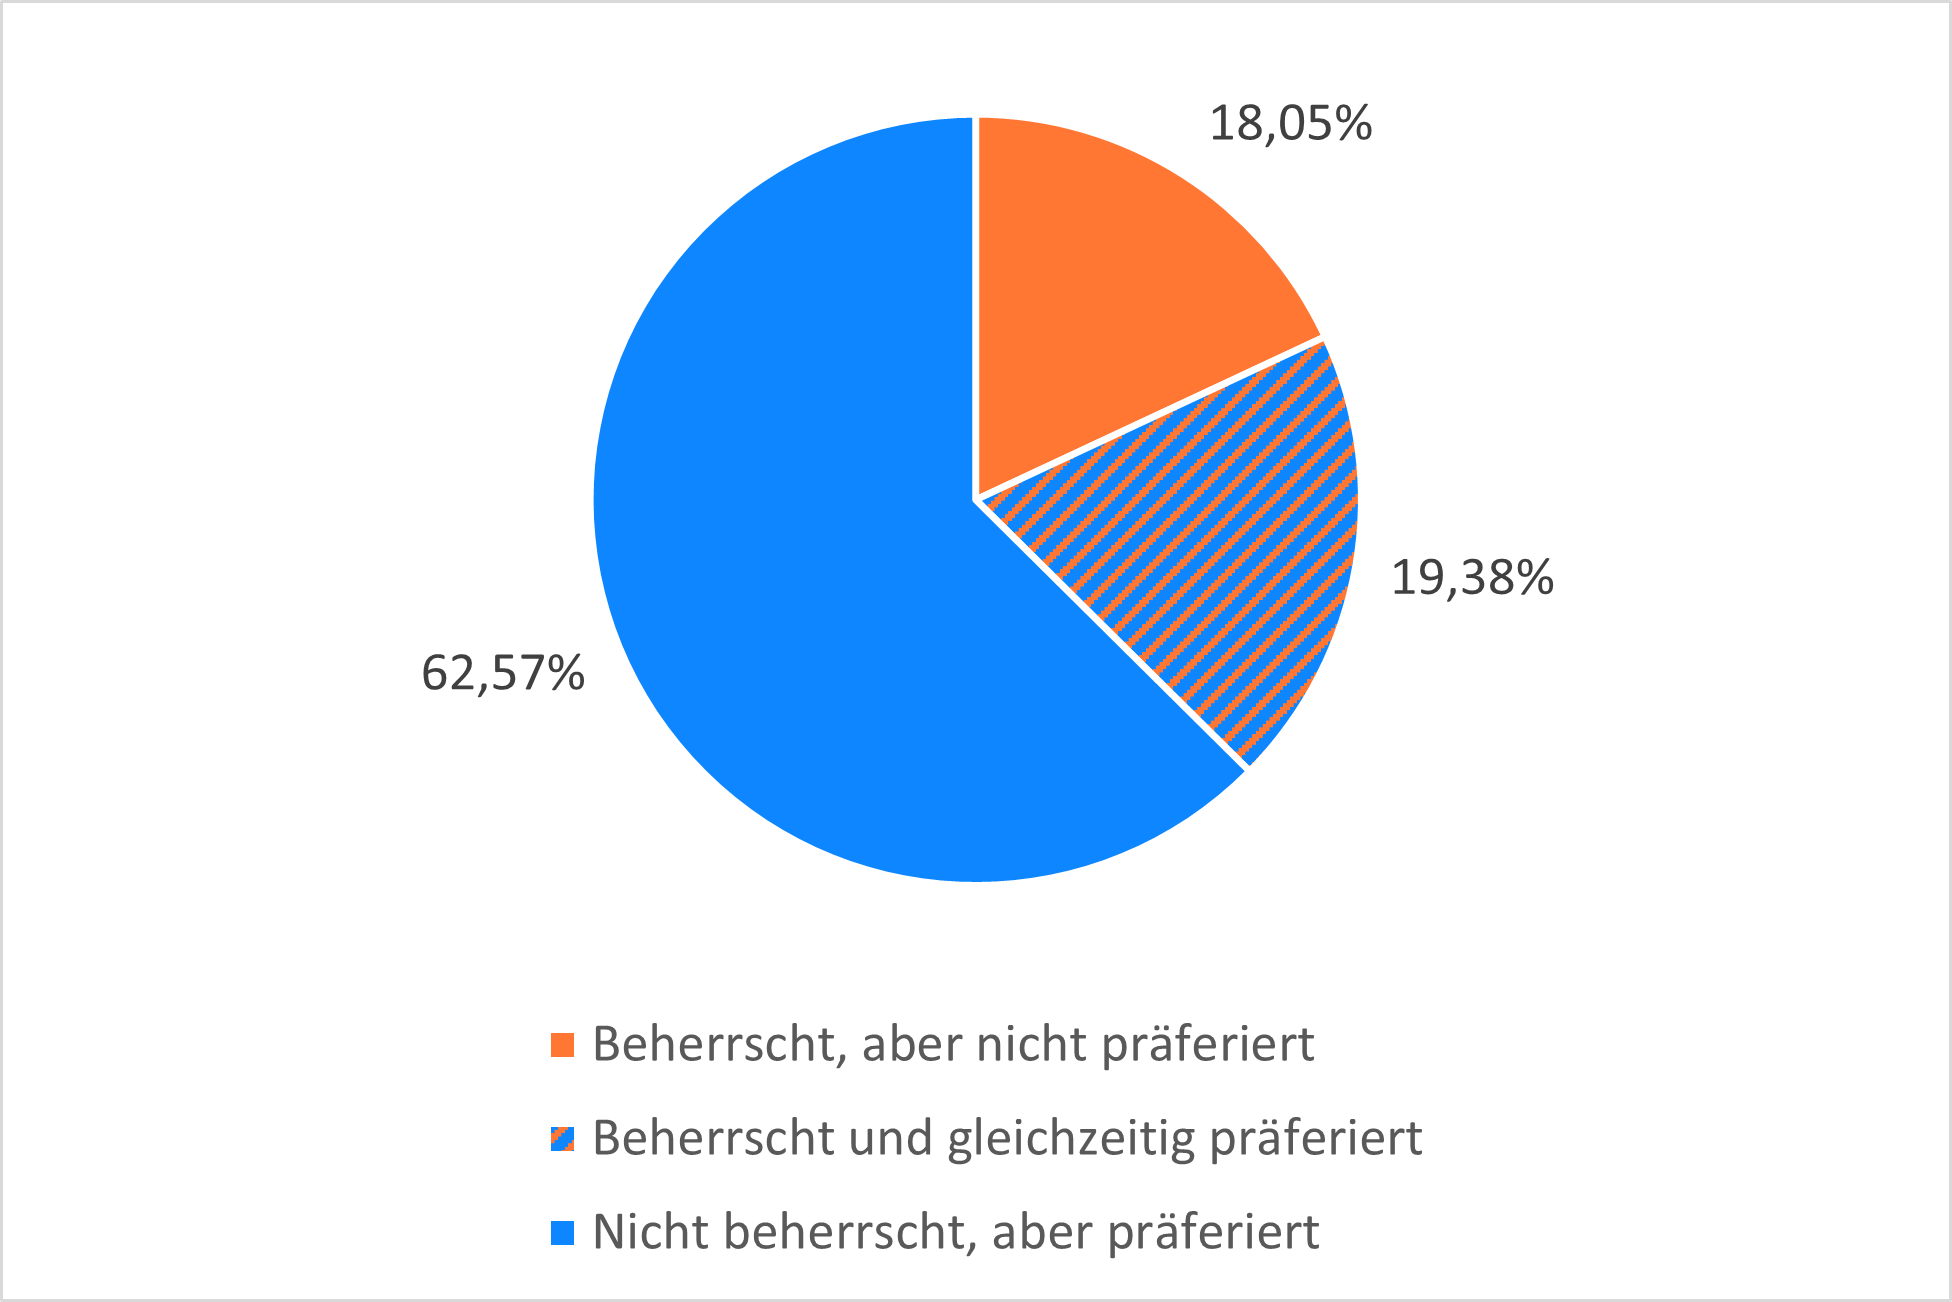 18,05%
19,38%
62,57%
Beherrscht, aber nicht präferiert
Beherrscht und gleichzeitig präferiert
Nicht beherrscht, aber präferiert